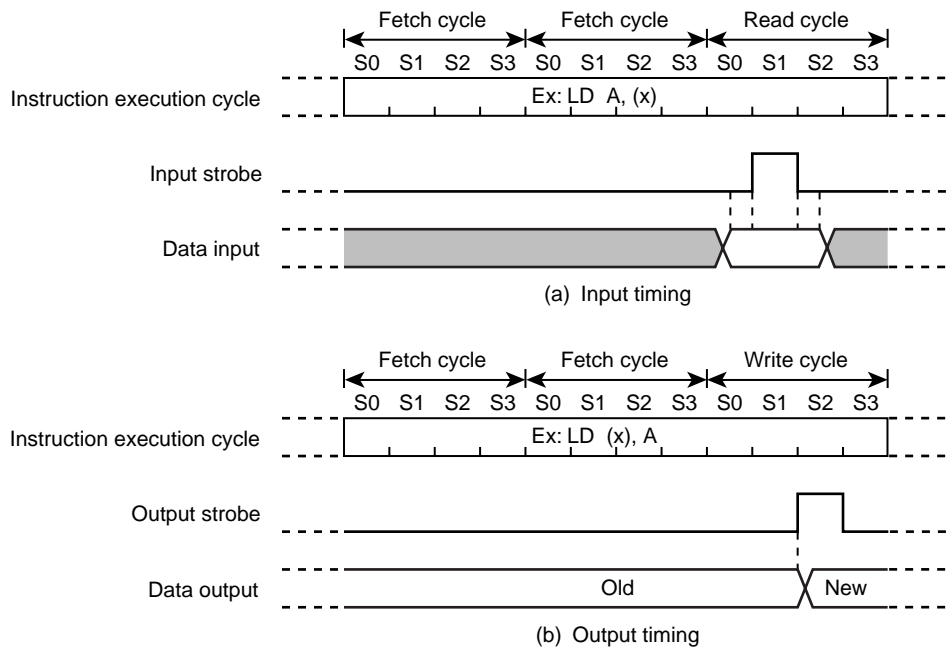 Fetch cycle Fetch cycle Read cycle
S0 S1 S2 S3 S0 S1 S2 S3 S0 S1 S2 S3
Instruction execution cycle Ex: LD A, (x)
Input strobe
Data input
(a) Input timing
Fetch cycle Fetch cycle Write cycle
S0 S1 S2 S3 S0 S1 S2 S3 S0 S1 S2 S3
Instruction execution cycle Ex: LD (x), A
Output strobe
Data output Old New
(b) Output timing